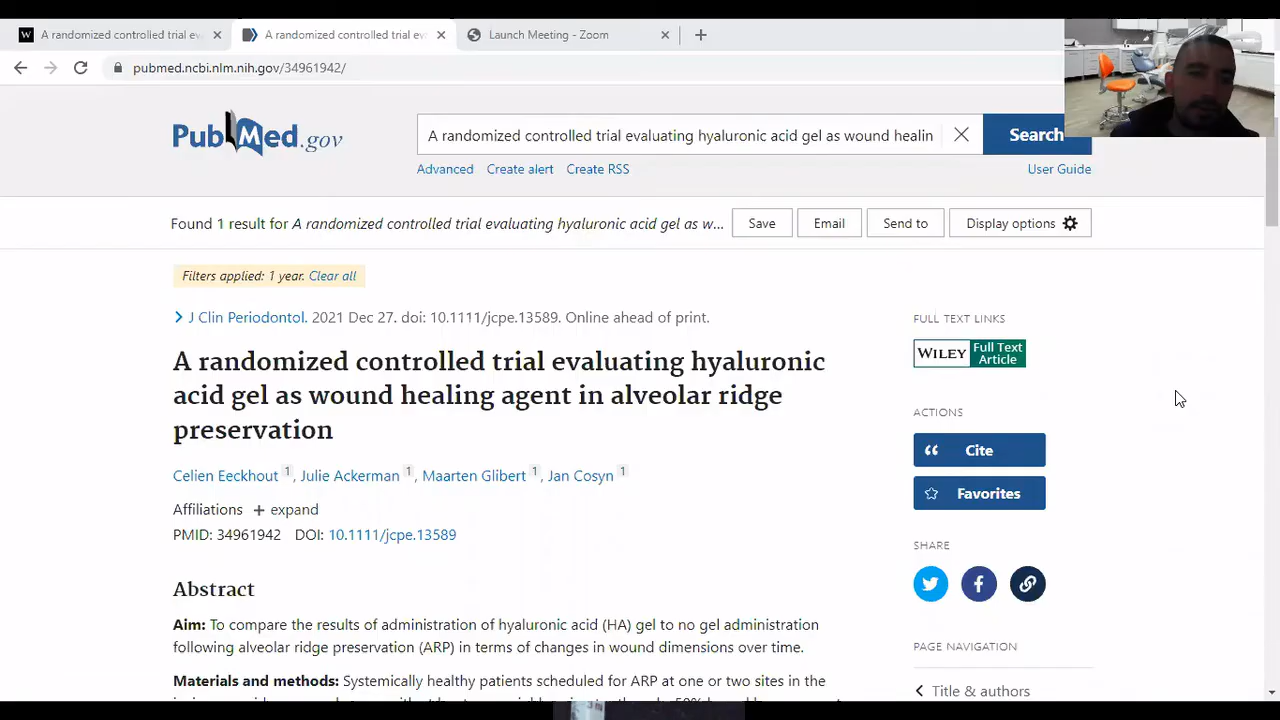 W A randomized controlled trial ev
A randomized controlled trial ev
Launch Meeting - Zoom
pubmed.ncbi.nlm.nih.gov/34961942/
PubMed.gov
A randomized controlled trial evaluating hyaluronic acid gel as wound healin
Search
Advanced
Create alert
Create RSS
User Guide
Found 1 result for A randomized controlled trial evaluating hyaluronic acid gel as w...
Save
Email
Send to
Display options
Filters applied: 1 year. Clear all
J Clin Periodontol. 2021 Dec 27. doi: 10.1111/jcpe.13589. Online ahead of print.
A randomized controlled trial evaluating hyaluronic
acid gel as wound healing agent in alveolar ridge
preservation
Celien Eeckhout 1, Julie Ackerman 1, Maarten Glibert 1, Jan Cosyn 1
Affiliations + expand
PMID: 34961942 DOI: 10.1111/jcpe.13589
Abstract
Aim: To compare the results of administration of hyaluronic acid (HA) gel to no gel administration
following alveolar ridge preservation (ARP) in terms of changes in wound dimensions over time.
Materials and methods: Systemically healthy patients scheduled for ARP at one or two sites in the
FULL TEXT LINKS
WILEY Full Text
Article
ACTIONS
Cite
Favorites
SHARE
PAGE NAVIGATION
Title & authors